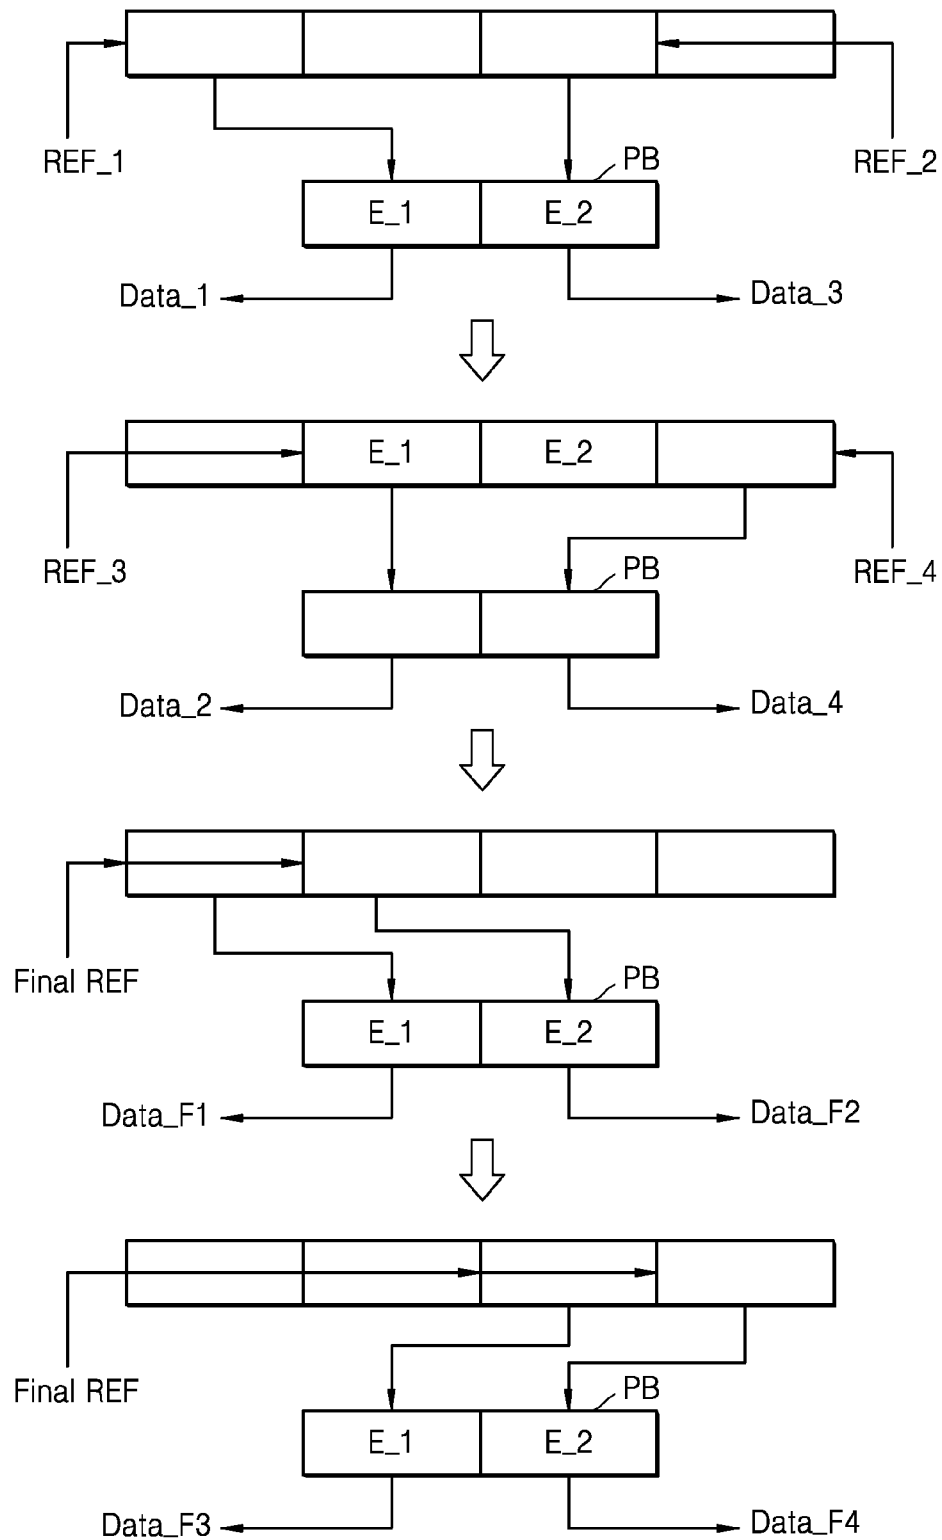 REF_1
REF_2
PB
E_1 E_2
Data_1
Data_3
E_1 E_2
REF_3
REF_4
PB
Data_2
Data_4
Final REF
PB
E_1 E_2
Data_F1
Data_F2
Final REF
PB
E_1 E_2
Data_F3
Data_F4